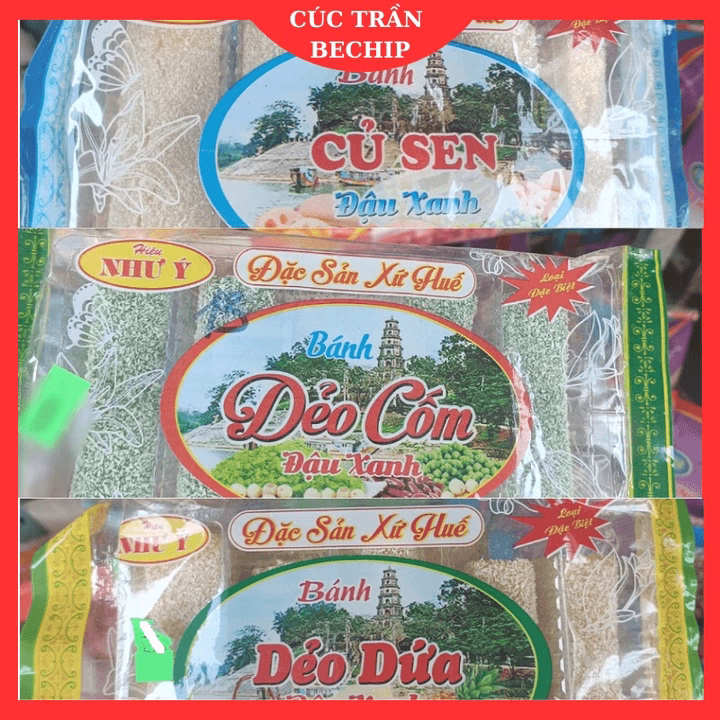 CÚC TRẦN
BECHIP
Bánh
CỦ SEN
Đậu Xanh
Hiệu
NHƯ Ý
Đặc Sản Xứ Huế
Loại
Đặc Biệt
Bánh
Dẻo Cốm
Đậu Xanh
Hiệu
NHƯ Ý
Đặc Sản Xứ Huế
Loại
Đặc Biệt
Bánh
Dẻo Dứa